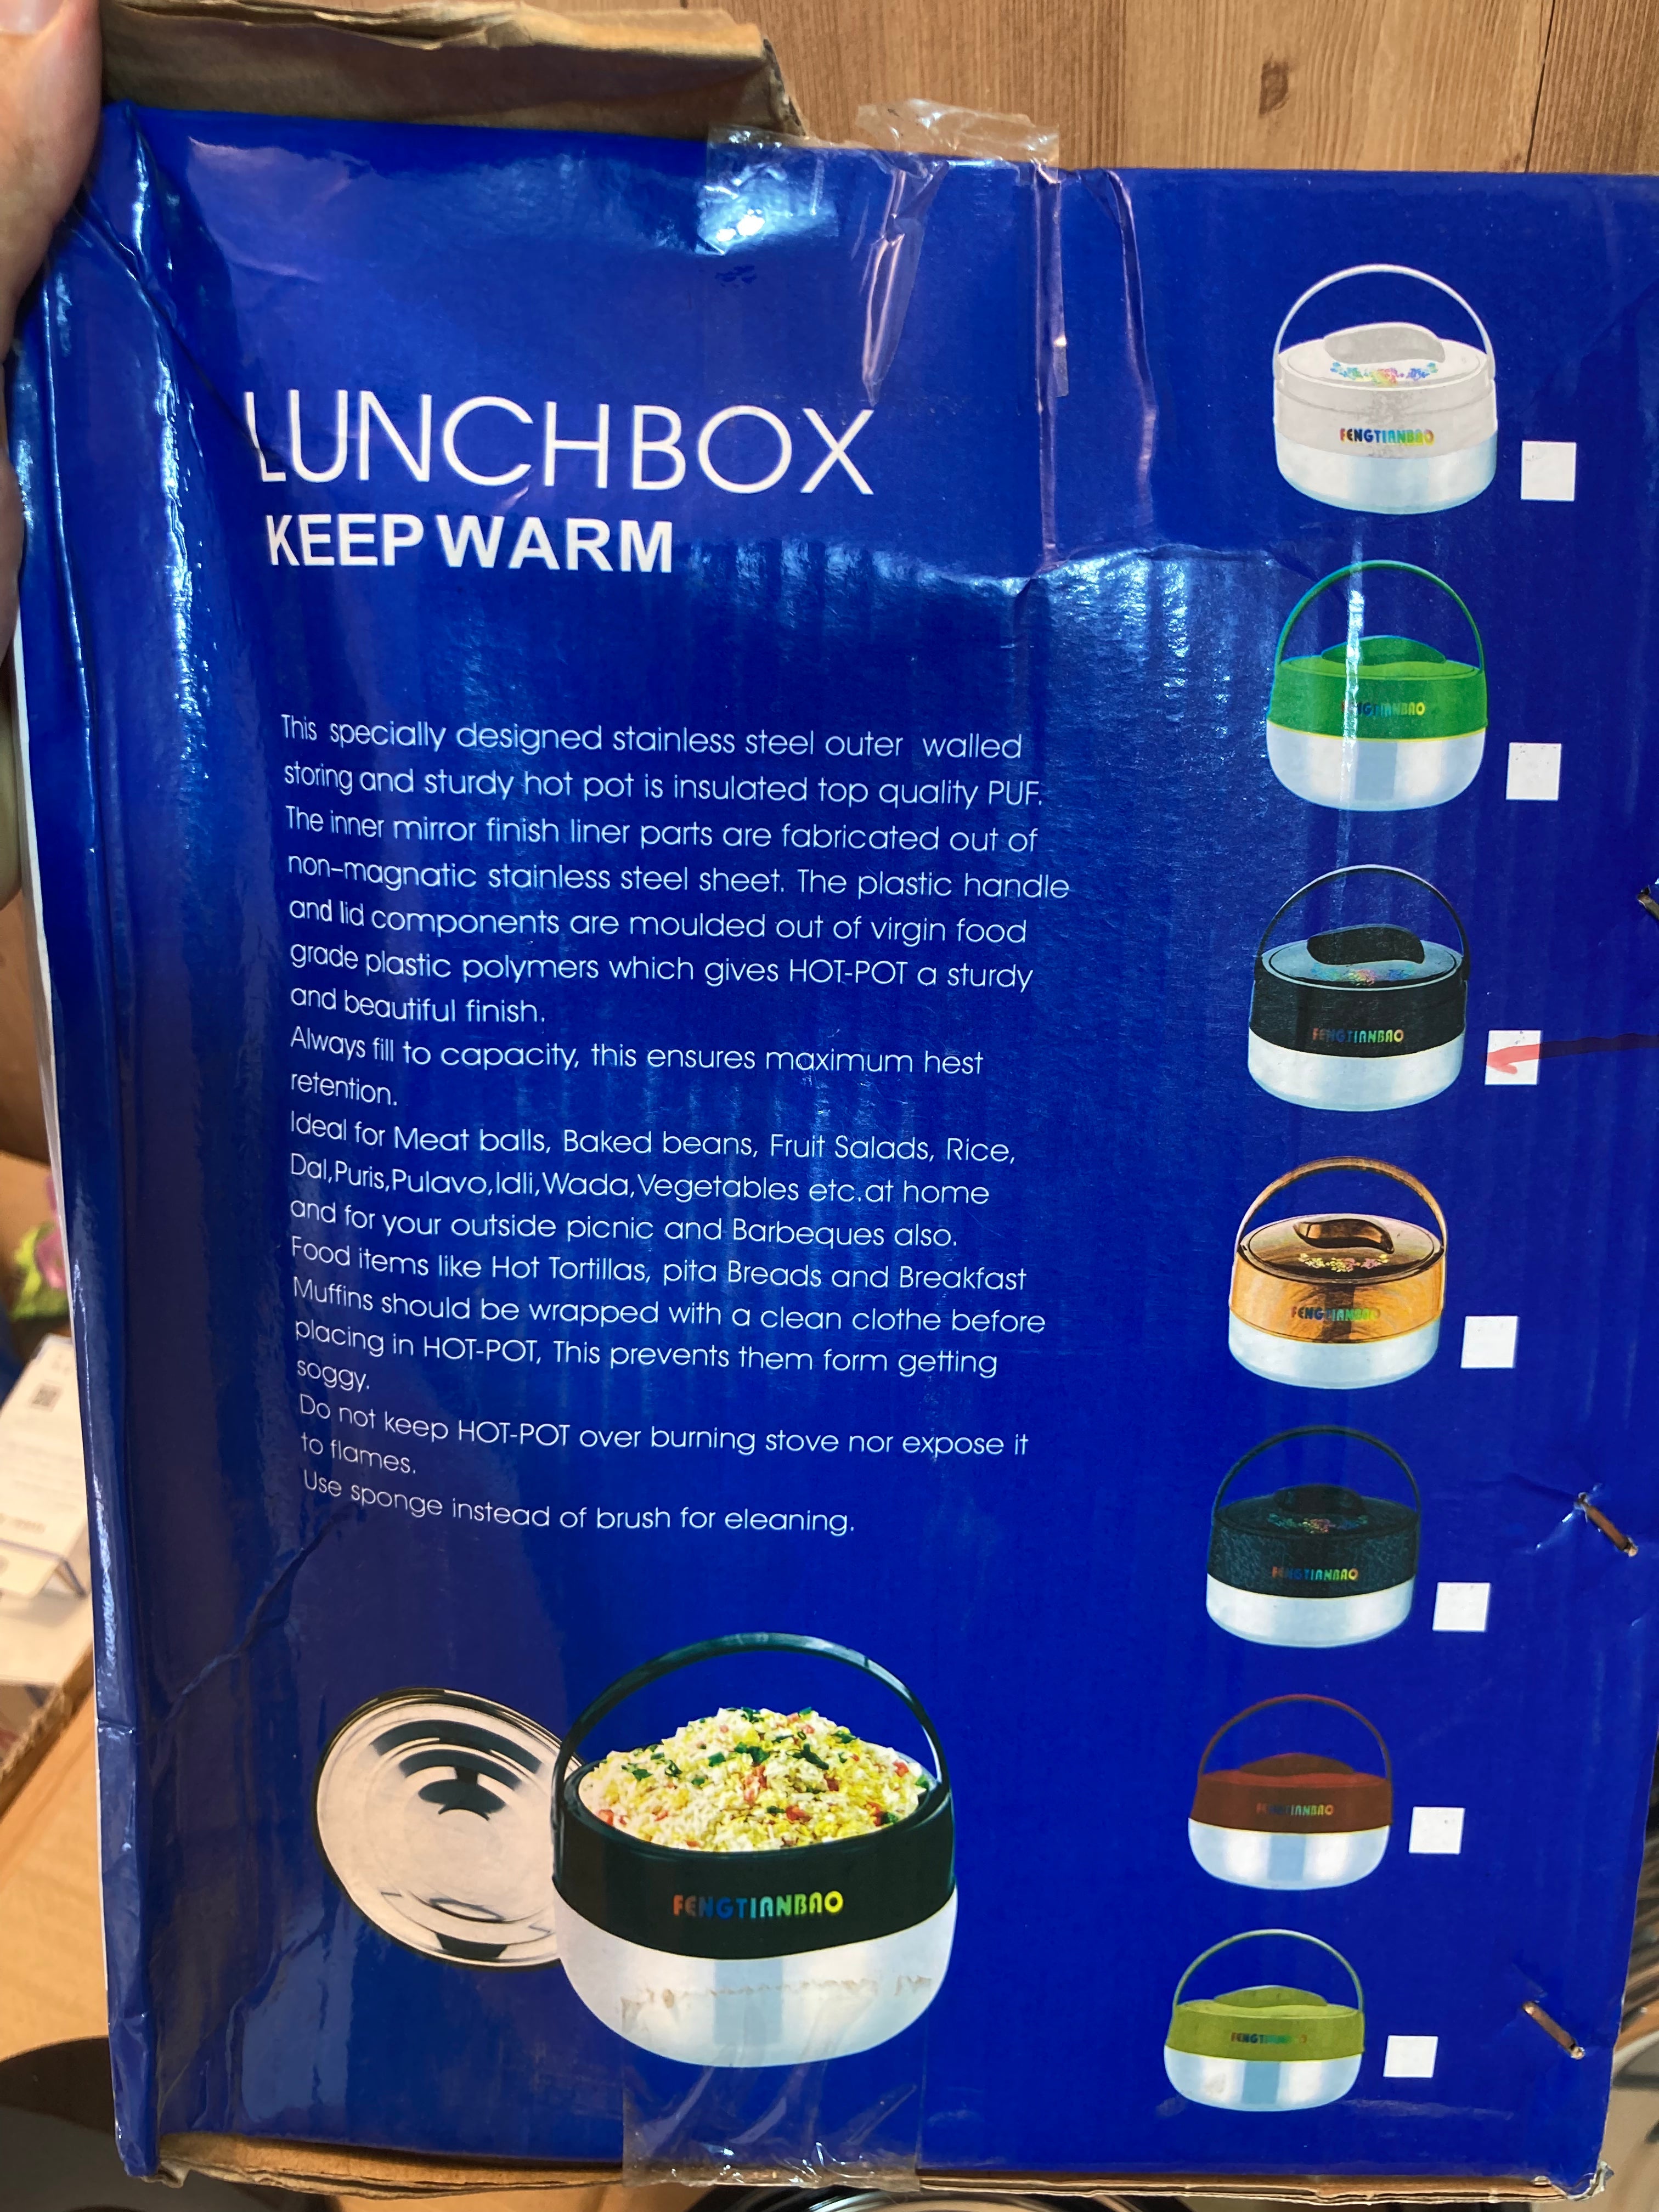 LUNCHBOX
KEEP WARM
This specially designed stainless steel outer walled
storing and sturdy hot pot is insulated top quality PUF.
The inner mirror finish liner parts are fabricated out of
non-magnatic stainless steel sheet. The plastic handle
and lid components are moulded out of virgin food
grade plastic polymers which gives HOT-POT a sturdy
and beautiful finish.
Always fill to capacity, this ensures maximum hest
retention.
Ideal for Meat balls, Baked beans, Fruit Salads, Rice,
Dal,Puris,Pulavo,Idli,Wada,Vegetables etc.at home
and for your outside picnic and Barbeques also.
Food items like Hot Tortillas, pita Breads and Breakfast
Muffins should be wrapped with a clean clothe before
placing in HOT-POT, This prevents them form getting
soggy.
Do not keep HOT-POT over burning stove nor expose it
to flames.
Use sponge instead of brush for eleaning.
FENGTIANBAO
FENGTIANBAO
FENGTIANBAO
FENGTIANBAO
FENGTIANBAO
FENGTIANBAO
FENGTIANBAO
FENGTIANBAO